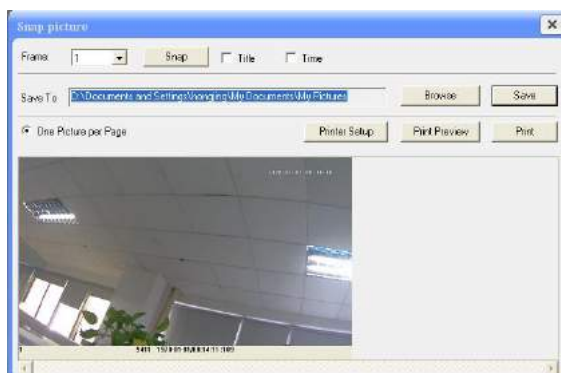 Snap picture
Frame: 1 Snap Title Time
Save To D:\Documents and Settings\hongjing\My Documents\My Pictures Browse Save
One Picture per Page Printer Setup Print Preview Print